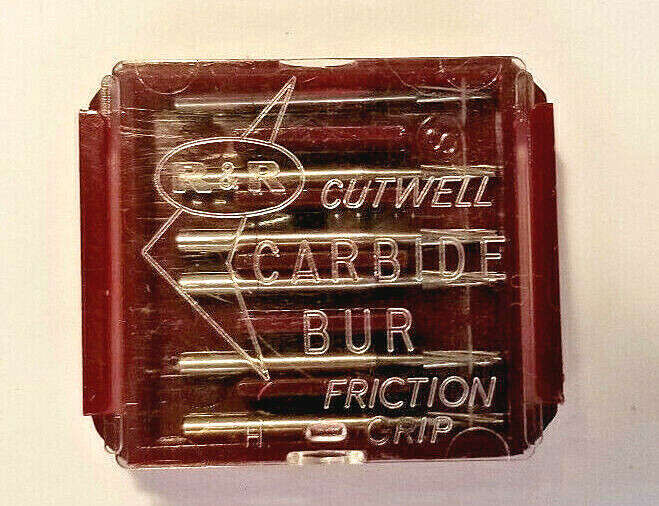 R&R
CUTWELL
CARBIDE
BUR
FRICTION
H GRIP